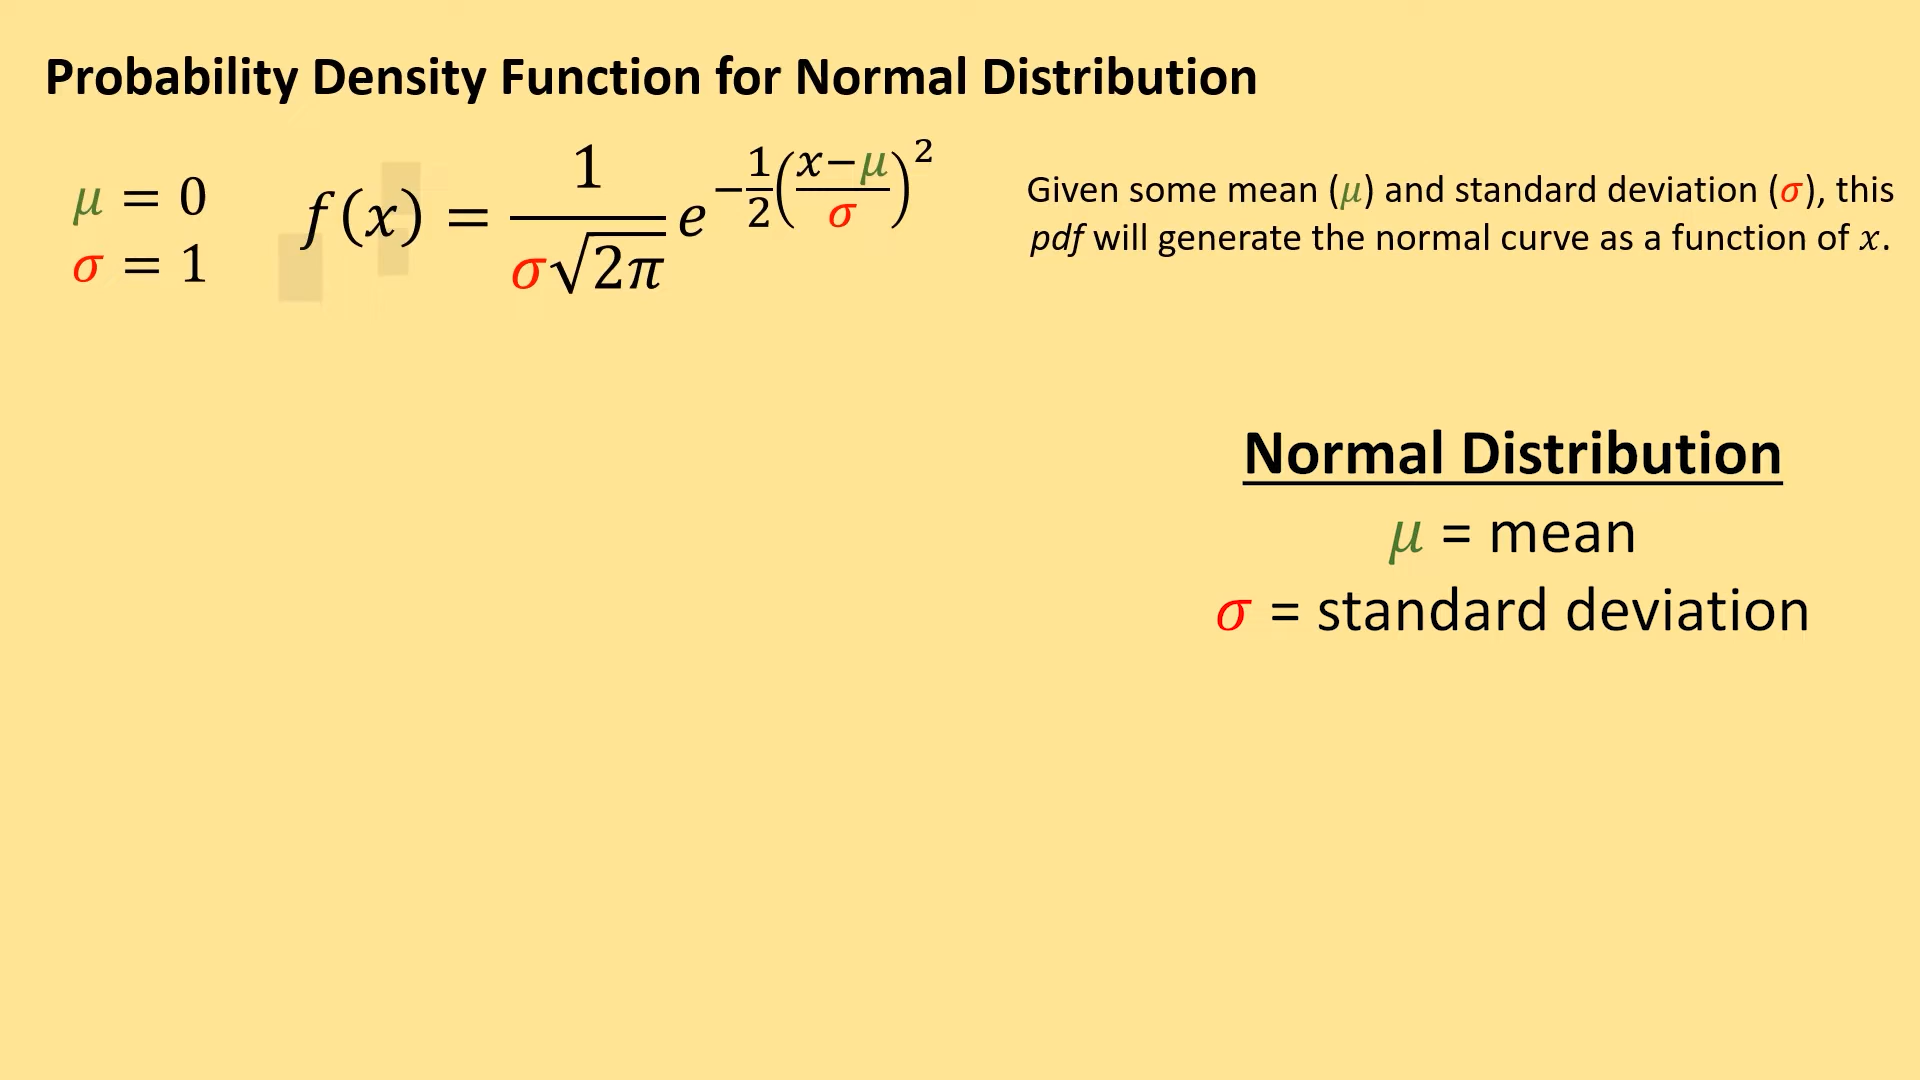 Probability Density Function for Normal Distribution
μ = 0
σ = 1
f(x) = 1/(σ√(2π)) e^(−1/2((x−μ)/σ)²)
Given some mean (μ) and standard deviation (σ), this
pdf will generate the normal curve as a function of x.
Normal Distribution
μ = mean
σ = standard deviation